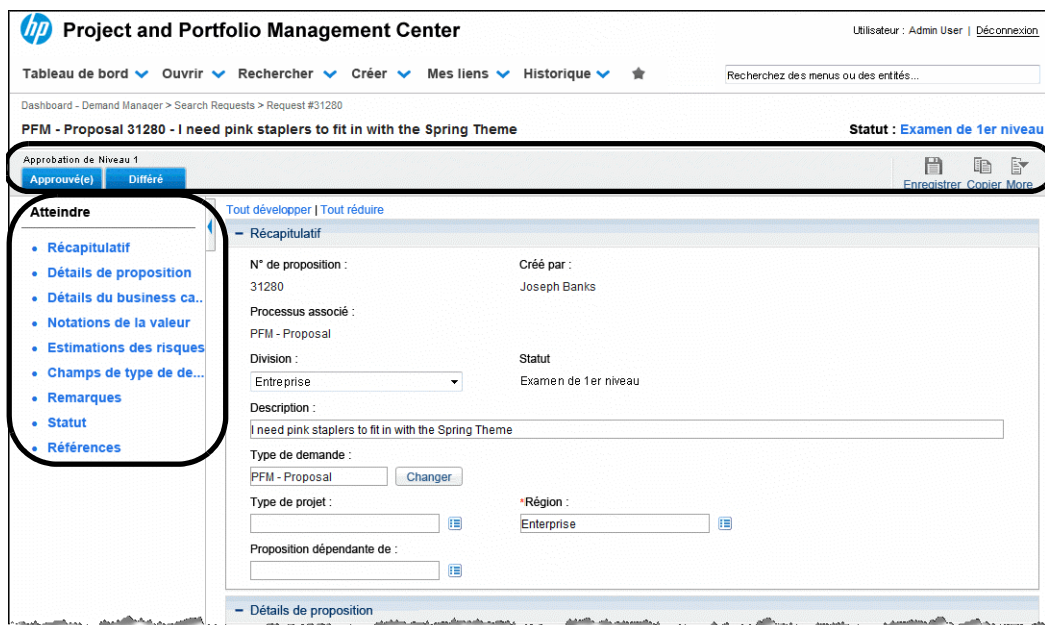 hp Project and Portfolio Management Center
Utilisateur : Admin User | Déconnexion
Tableau de bord Ouvrir Rechercher Créer Mes liens Historique
Recherchez des menus ou des entités...
Dashboard - Demand Manager > Search Requests > Request #31280
PFM - Proposal 31280 - I need pink staplers to fit in with the Spring Theme
Statut : Examen de 1er niveau
Approbation de Niveau 1
Approuvé(e) Différé
Enregistrer Copier More
Atteindre
Récapitulatif
Détails de proposition
Détails du business ca..
Notations de la valeur
Estimations des risques
Champs de type de de...
Remarques
Statut
Références
Tout développer | Tout réduire
– Récapitulatif
N° de proposition : Créé par :
31280 Joseph Banks
Processus associé :
PFM - Proposal
Division : Statut
Entreprise Examen de 1er niveau
Description :
I need pink staplers to fit in with the Spring Theme
Type de demande :
PFM - Proposal Changer
Type de projet : *Région :
Enterprise
Proposition dépendante de :
– Détails de proposition